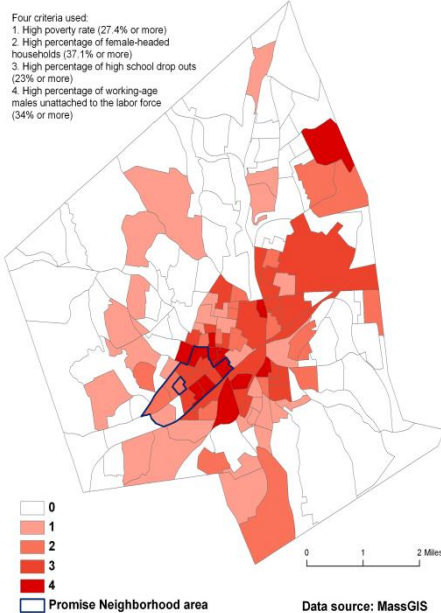 Four criteria used:
1. High poverty rate (27.4% or more)
2. High percentage of female-headed
households (37.1% or more)
3. High percentage of high school drop outs
(23% or more)
4. High percentage of working-age
males unattached to the labor force
(34% or more)
0
1
2
3
4
Promise Neighborhood area
0 1 2 Miles
Data source: MassGIS